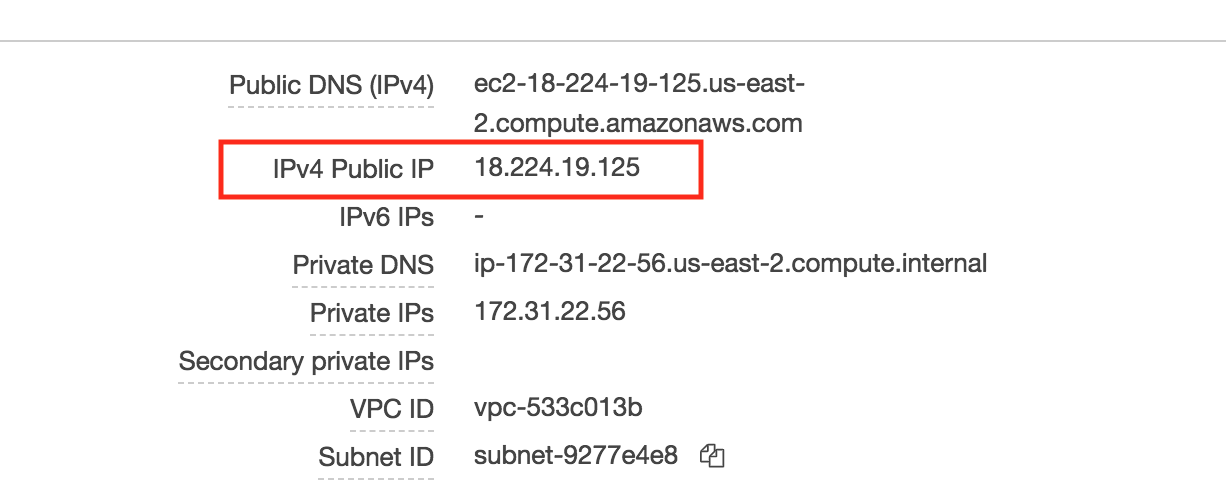 Public DNS (IPv4) ec2-18-224-19-125.us-east-
2.compute.amazonaws.com
IPv4 Public IP 18.224.19.125
IPv6 IPs -
Private DNS ip-172-31-22-56.us-east-2.compute.internal
Private IPs 172.31.22.56
Secondary private IPs
VPC ID vpc-533c013b
Subnet ID subnet-9277e4e8